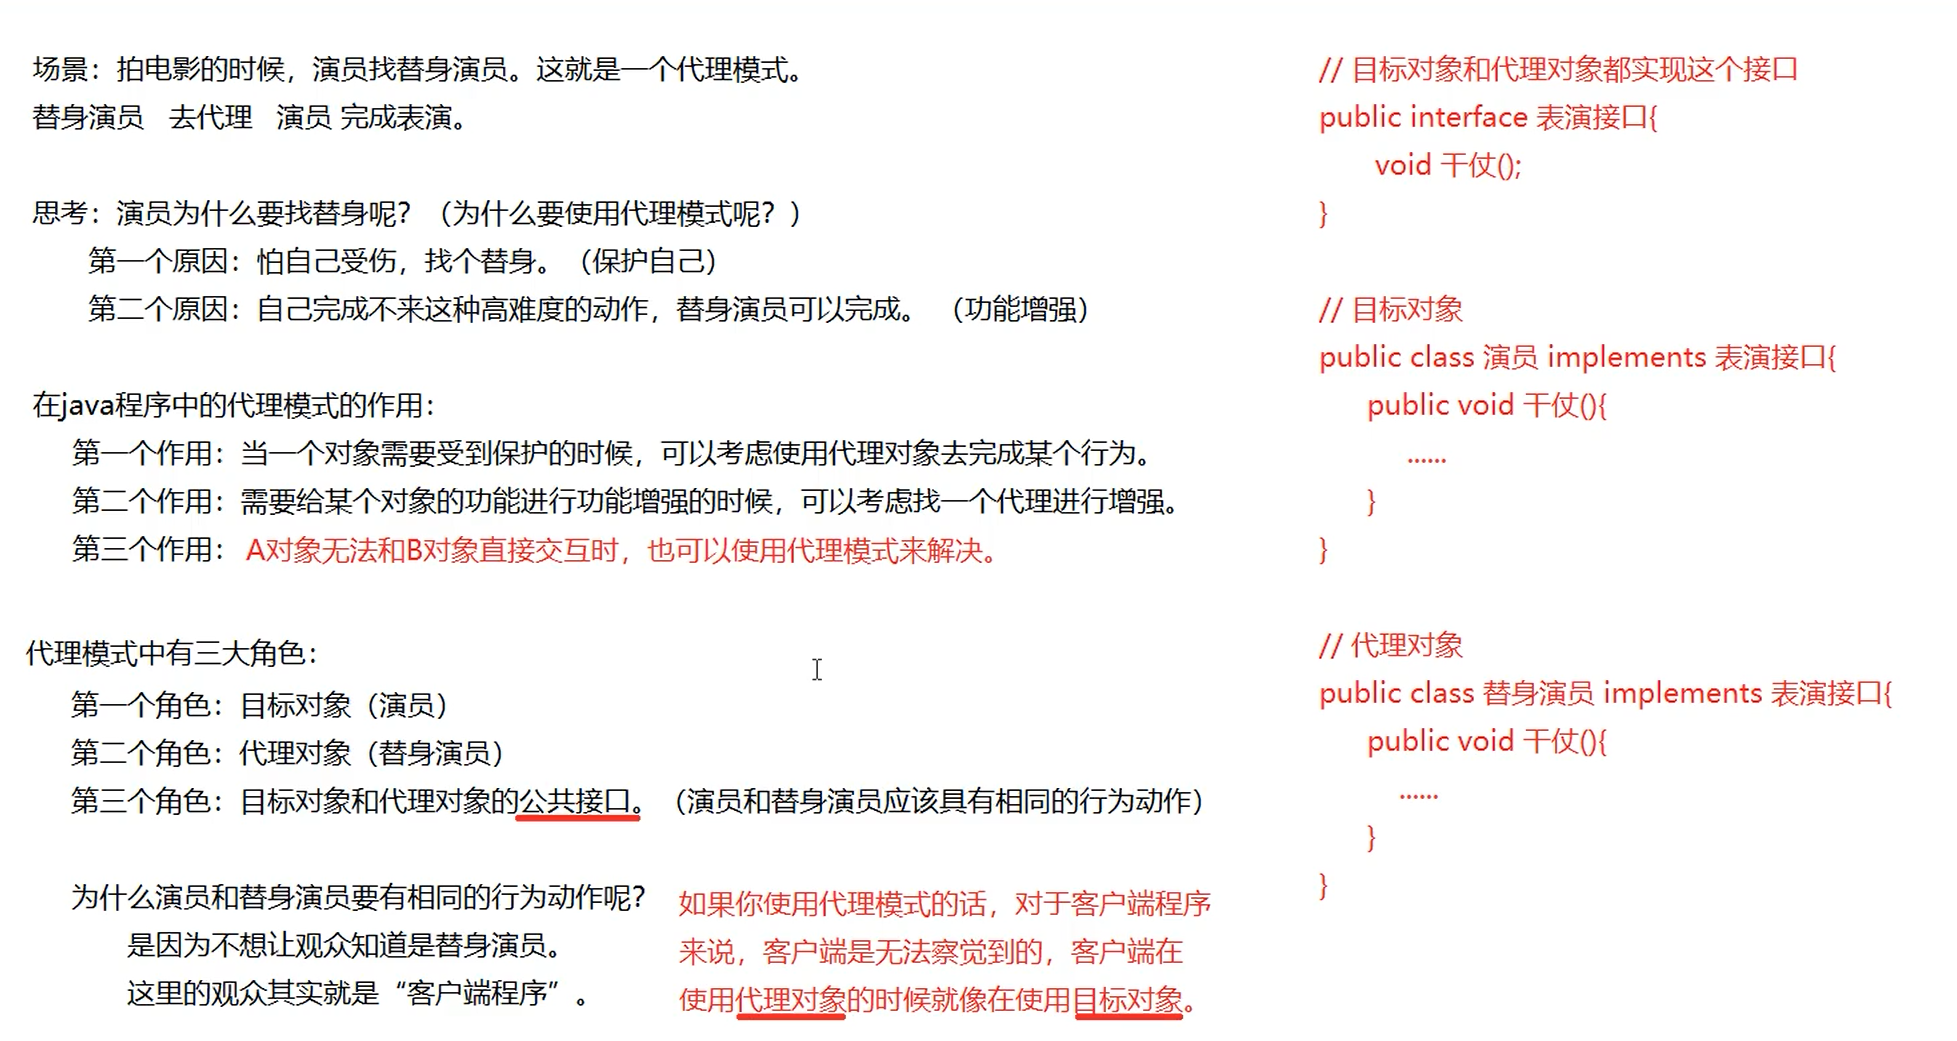 场景：拍电影的时候，演员找替身演员。这就是一个代理模式。
替身演员 去代理 演员 完成表演。
思考：演员为什么要找替身呢？（为什么要使用代理模式呢？）
第一个原因：怕自己受伤，找个替身。（保护自己）
第二个原因：自己完成不来这种高难度的动作，替身演员可以完成。 （功能增强）
在java程序中的代理模式的作用：
第一个作用：当一个对象需要受到保护的时候，可以考虑使用代理对象去完成某个行为。
第二个作用：需要给某个对象的功能进行功能增强的时候，可以考虑找一个代理进行增强。
第三个作用： A对象无法和B对象直接交互时，也可以使用代理模式来解决。
代理模式中有三大角色：
第一个角色：目标对象（演员）
第二个角色：代理对象（替身演员）
第三个角色：目标对象和代理对象的公共接口。（演员和替身演员应该具有相同的行为动作）
为什么演员和替身演员要有相同的行为动作呢？
是因为不想让观众知道是替身演员。
这里的观众其实就是“客户端程序”。
如果你使用代理模式的话，对于客户端程序
来说，客户端是无法察觉到的，客户端在
使用代理对象的时候就像在使用目标对象。
// 目标对象和代理对象都实现这个接口
public interface 表演接口{
void 干仗();
}
// 目标对象
public class 演员 implements 表演接口{
public void 干仗(){
......
}
}
// 代理对象
public class 替身演员 implements 表演接口{
public void 干仗(){
......
}
}